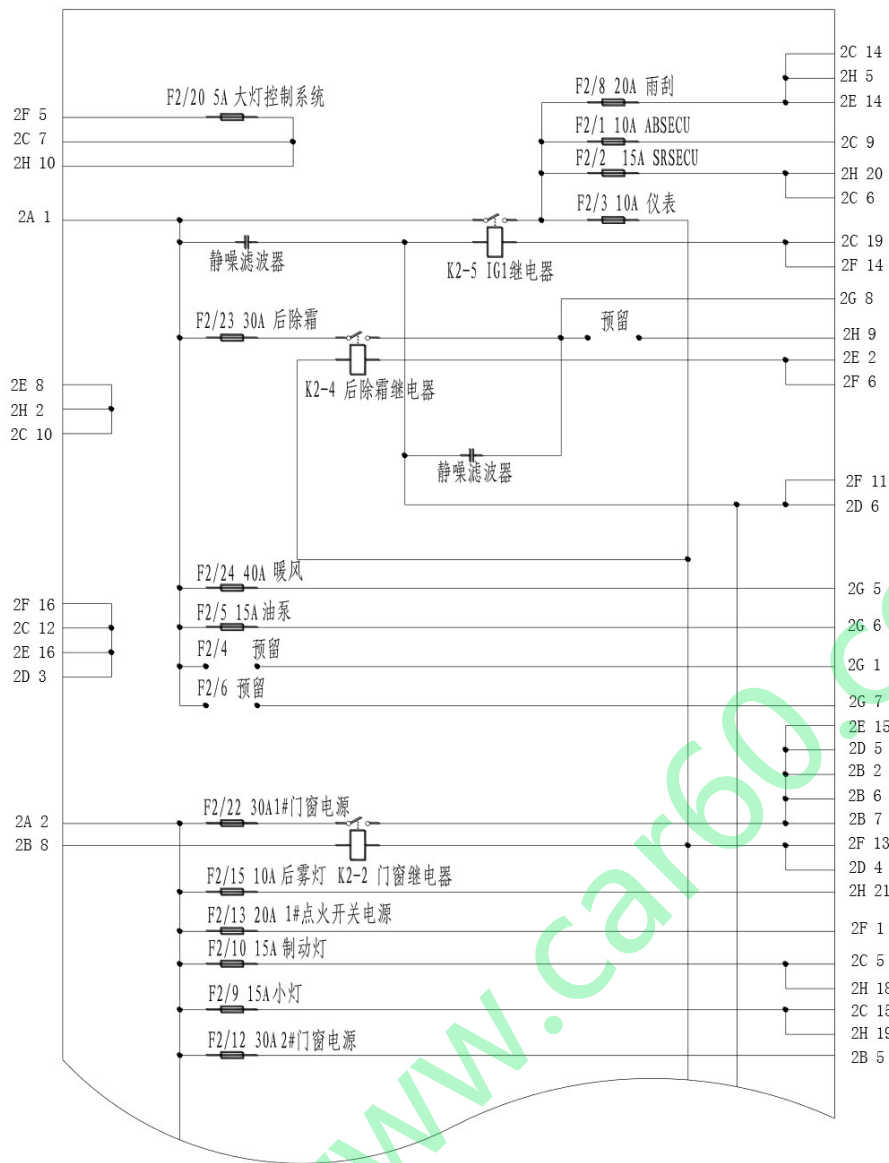 2C 14
2H 5
F2/8 20A 雨刮
F2/20 5A 大灯控制系统
2E 14
2F 5
F2/1 10A ABSECU
2C 7
2C 9
F2/2 15A SRSECU
2H 10
2H 20
2C 6
F2/3 10A 仪表
2A 1
2C 19
静噪滤波器
K2-5 IG1继电器
2F 14
2G 8
F2/23 30A 后除霜
预留
2H 9
2E 2
2E 8
K2-4 后除霜继电器
2F 6
2H 2
2C 10
静噪滤波器
2F 11
2D 6
F2/24 40A 暖风
2G 5
2F 16
F2/5 15A 油泵
2C 12
2G 6
F2/4 预留
2E 16
2G 1
2D 3
F2/6 预留
2G 7
2E 15
2D 5
2B 2
2B 6
F2/22 30A1#门窗电源
2A 2
2B 7
2B 8
2F 13
F2/15 10A 后雾灯
K2-2 门窗继电器
2D 4
2H 21
F2/13 20A 1#点火开关电源
2F 1
F2/10 15A 制动灯
2C 5
2H 18
F2/9 15A 小灯
2C 15
2H 19
F2/12 30A 2#门窗电源
2B 5